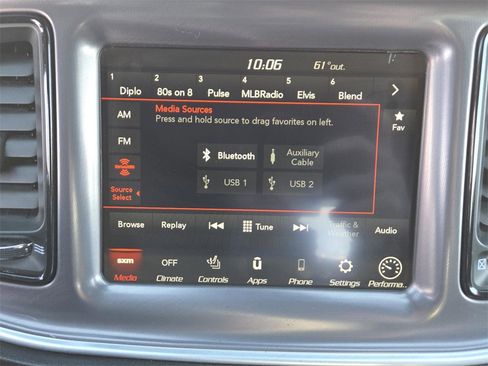 10:06 61°out.
1 2 3 4 5 6
Diplo 80s on 8 Pulse MLBRadio Elvis Blend
AM
Media Sources
Press and hold source to drag favorites on left.
Fav
FM
Bluetooth
Auxiliary
Cable
SiriusXM
USB 1 USB 2
Source
Select
Browse Replay Tune Traffic &
Weather Audio
sxm OFF
Media Climate Controls Apps Phone Settings Performa..